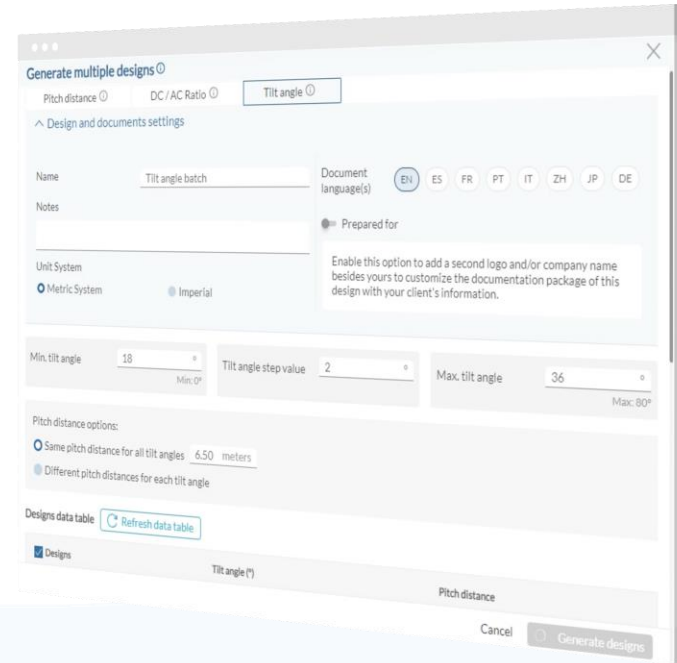 Generate multiple designs
Pitch distance
DC / AC Ratio
Tilt angle
Design and documents settings
Name
Tilt angle batch
Document language(s)
EN
ES
FR
PT
IT
ZH
JP
DE
Notes
Prepared for
Enable this option to add a second logo and/or company name
besides yours to customize the documentation package of this
design with your client's information.
Unit System
Metric System
Imperial
Min. tilt angle
18 °
Min: 0°
Tilt angle step value
2 °
Max. tilt angle
36 °
Max: 80°
Pitch distance options:
Same pitch distance for all tilt angles 6.50 meters
Different pitch distances for each tilt angle
Designs data table
Refresh data table
Designs
Tilt angle (°)
Pitch distance
Cancel
Generate designs